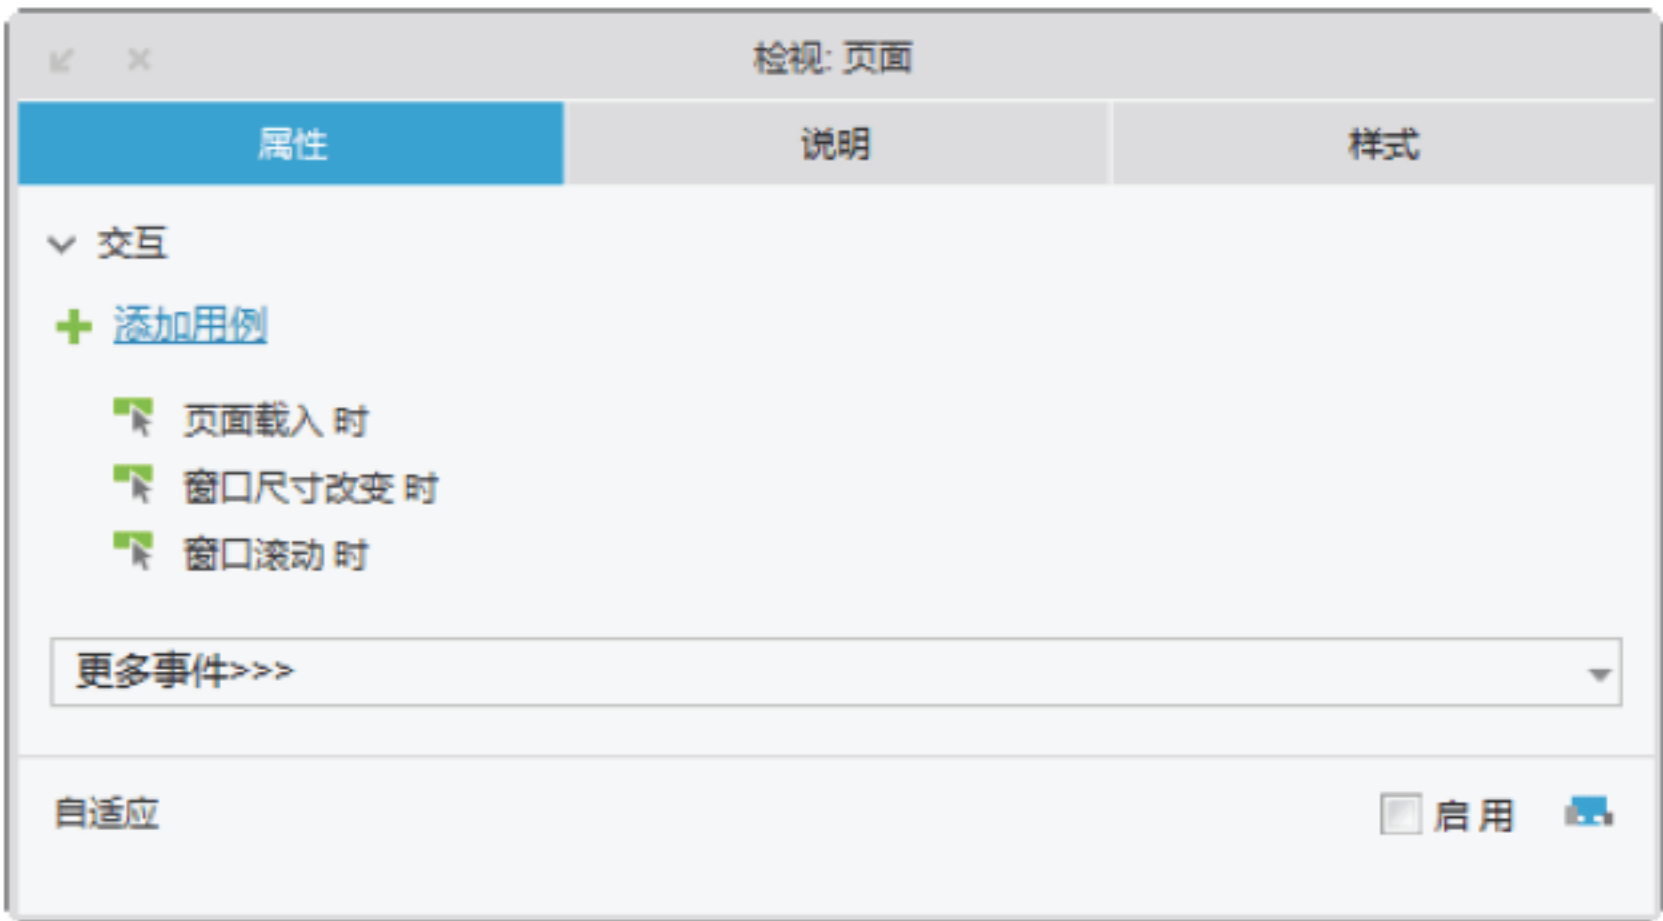 检视: 页面
属性 说明 样式
交互
添加用例
页面载入 时
窗口尺寸改变 时
窗口滚动 时
更多事件>>>
自适应 启用